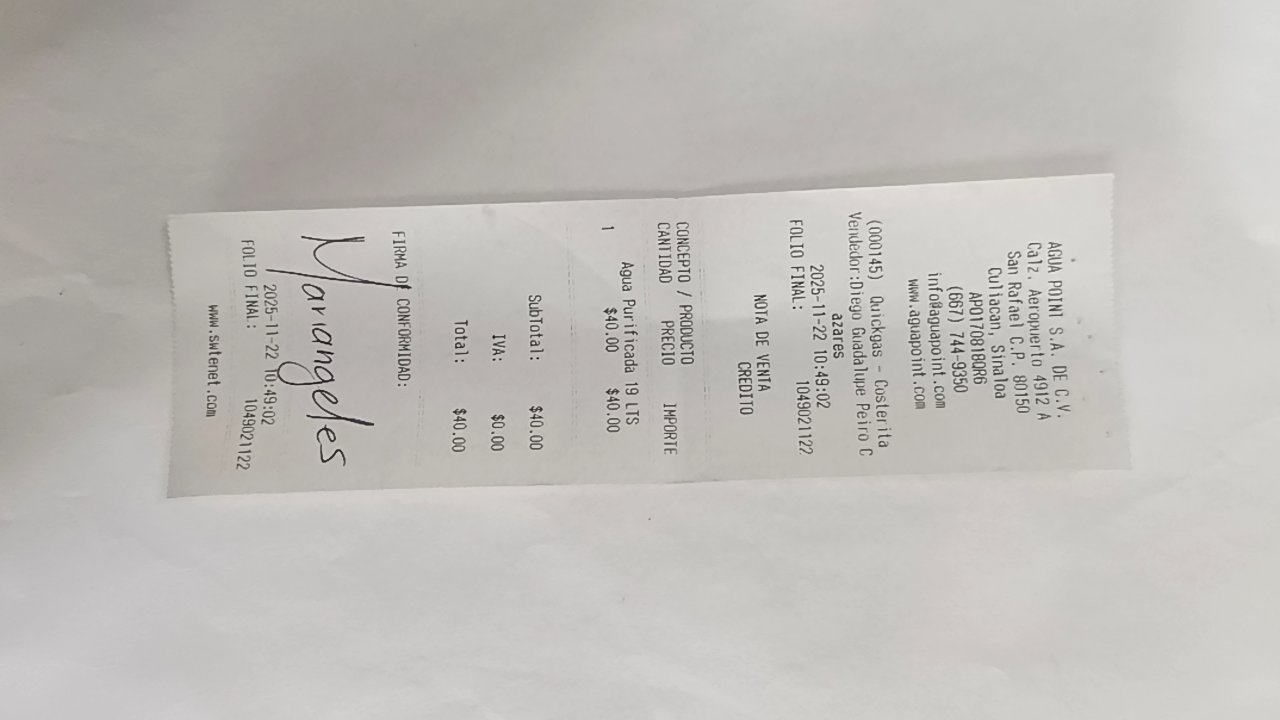 AGUA POINT S.A. DE C.V.
Calz. Aeropuerto 4912 A
San Rafael C.P. 80150
Culiacan, Sinaloa
APO170818QR6
(667) 744-9350
info@aguapoint.com
www.aguapoint.com
(000145) Quickgas - Costerita
Vendedor:Diego Guadalupe Peiro C
azares
2025-11-22 10:49:02
FOLIO FINAL: 1049021122
NOTA DE VENTA
CREDITO
CONCEPTO / PRODUCTO
CANTIDAD PRECIO IMPORTE
Agua Purificada 19 LTS
1 $40.00 $40.00
SubTotal: $40.00
IVA: $0.00
Total: $40.00
FIRMA DE CONFORMIDAD:
Mariangeles
2025-11-22 10:49:02
FOLIO FINAL: 1049021122
www.swtenet.com